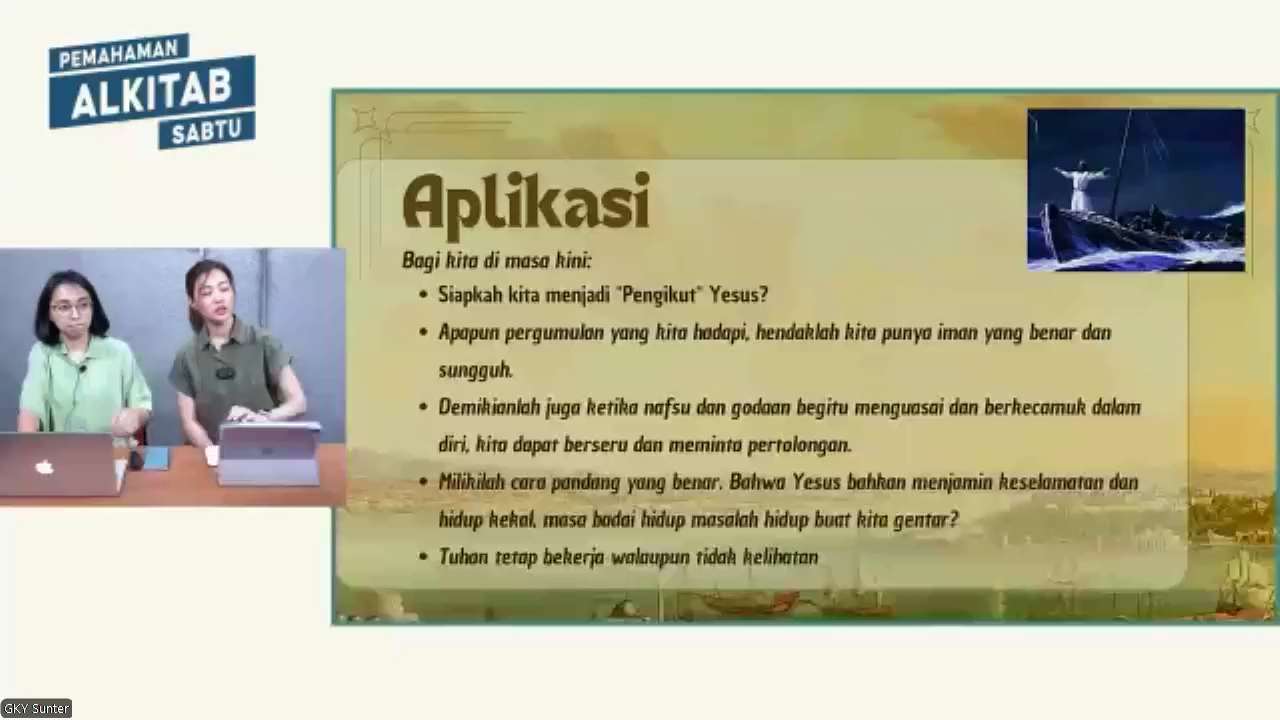 PEMAHAMAN
ALKITAB
SABTU
Aplikasi
Bagi kita di masa kini:
• Siapkah kita menjadi "Pengikut" Yesus?
• Apapun pergumulan yang kita hadapi, hendaklah kita punya iman yang benar dan
sungguh.
• Demikianlah juga ketika nafsu dan godaan begitu menguasai dan berkecamuk dalam
diri, kita dapat berseru dan meminta pertolongan.
• Milikilah cara pandang yang benar. Bahwa Yesus bahkan menjamin keselamatan dan
hidup kekal, masa badai hidup masalah hidup buat kita gentar?
• Tuhan tetap bekerja walaupun tidak kelihatan
GKY Sunter